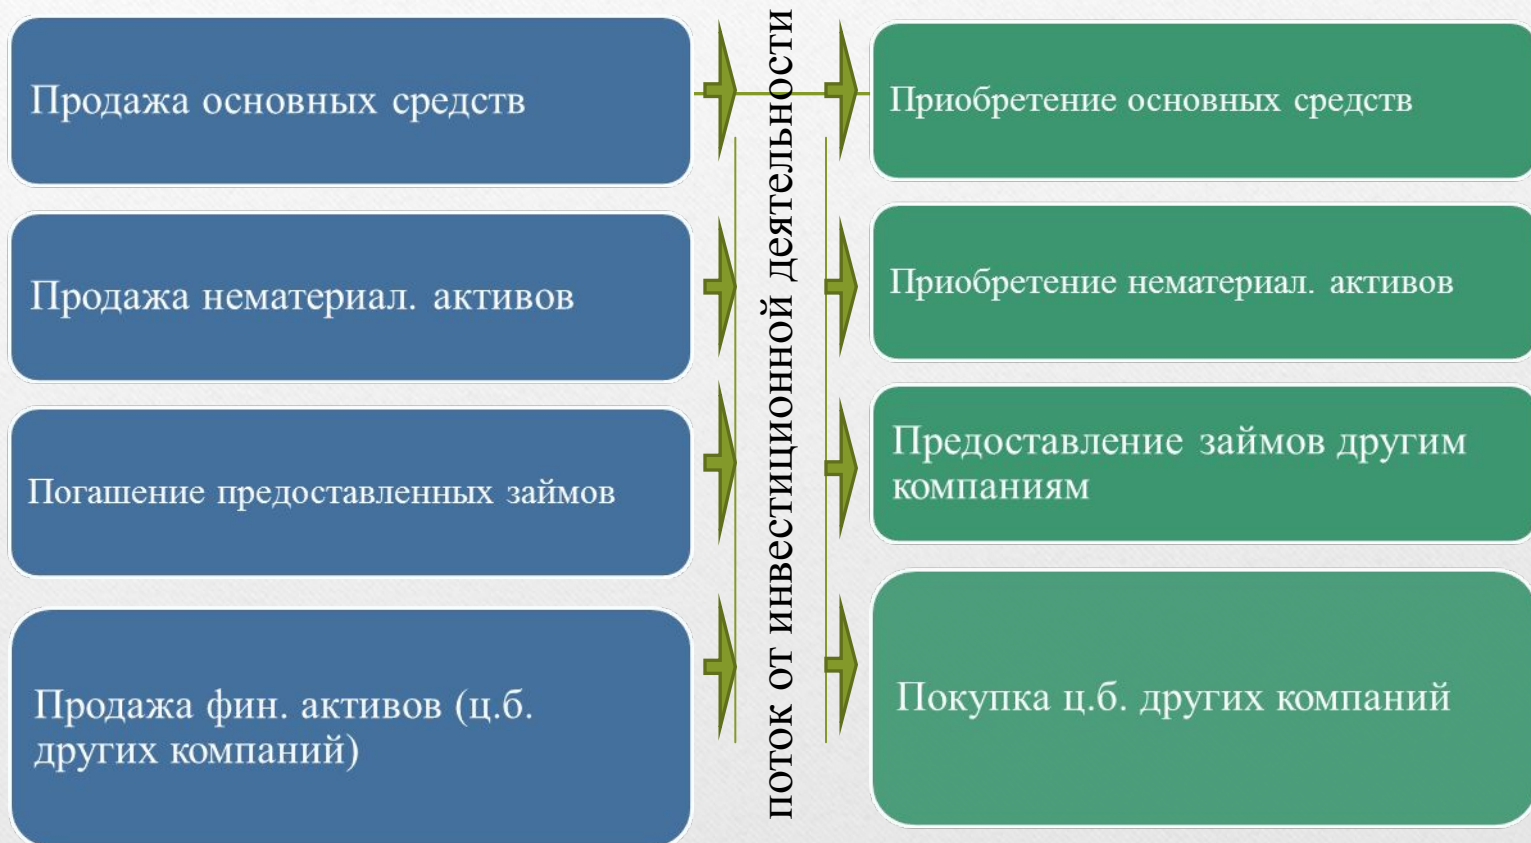 Продажа основных средств
Продажа нематериал. активов
Погашение предоставленных займов
Продажа фин. активов (ц.б.
других компаний)
поток от инвестиционной деятельности
Приобретение основных средств
Приобретение нематериал. активов
Предоставление займов другим
компаниям
Покупка ц.б. других компаний